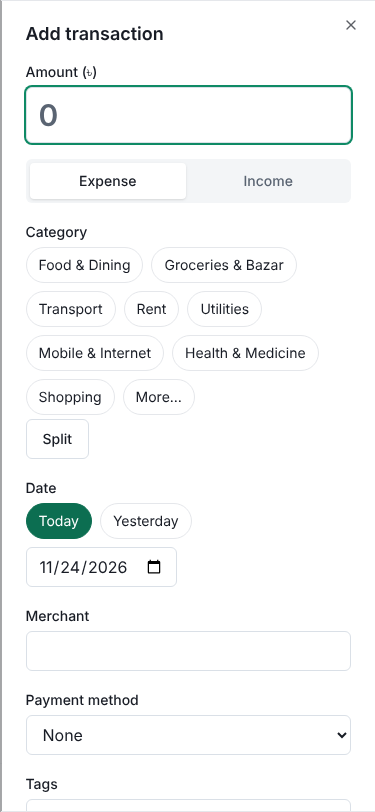 Add transaction
×
Amount (৳)
0
Expense Income
Category
Food & Dining Groceries & Bazar
Transport Rent Utilities
Mobile & Internet Health & Medicine
Shopping More...
Split
Date
Today Yesterday
11/24/2026
Merchant
Payment method
None
Tags